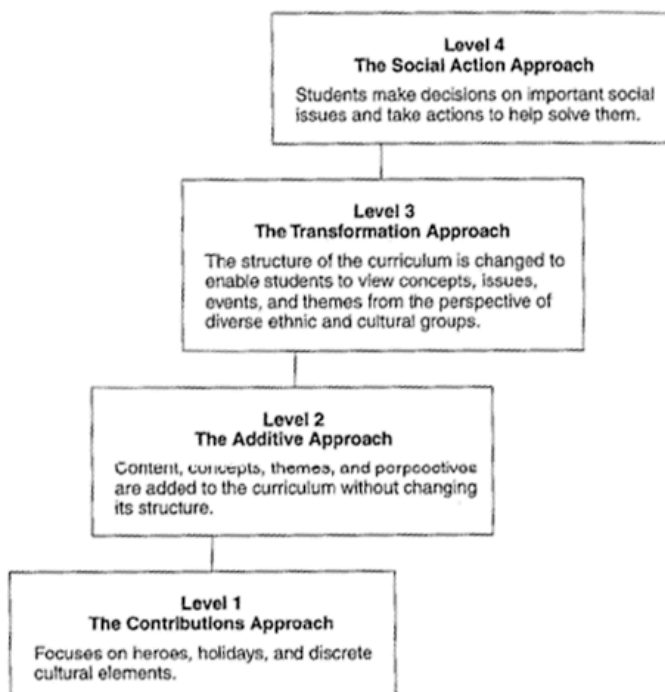 Level 4
The Social Action Approach
Students make decisions on important social
issues and take actions to help solve them.
Level 3
The Transformation Approach
The structure of the curriculum is changed to
enable students to view concepts, issues,
events, and themes from the perspective of
diverse ethnic and cultural groups.
Level 2
The Additive Approach
Content, concepts, themes, and perspectives
are added to the curriculum without changing
its structure.
Level 1
The Contributions Approach
Focuses on heroes, holidays, and discrete
cultural elements.